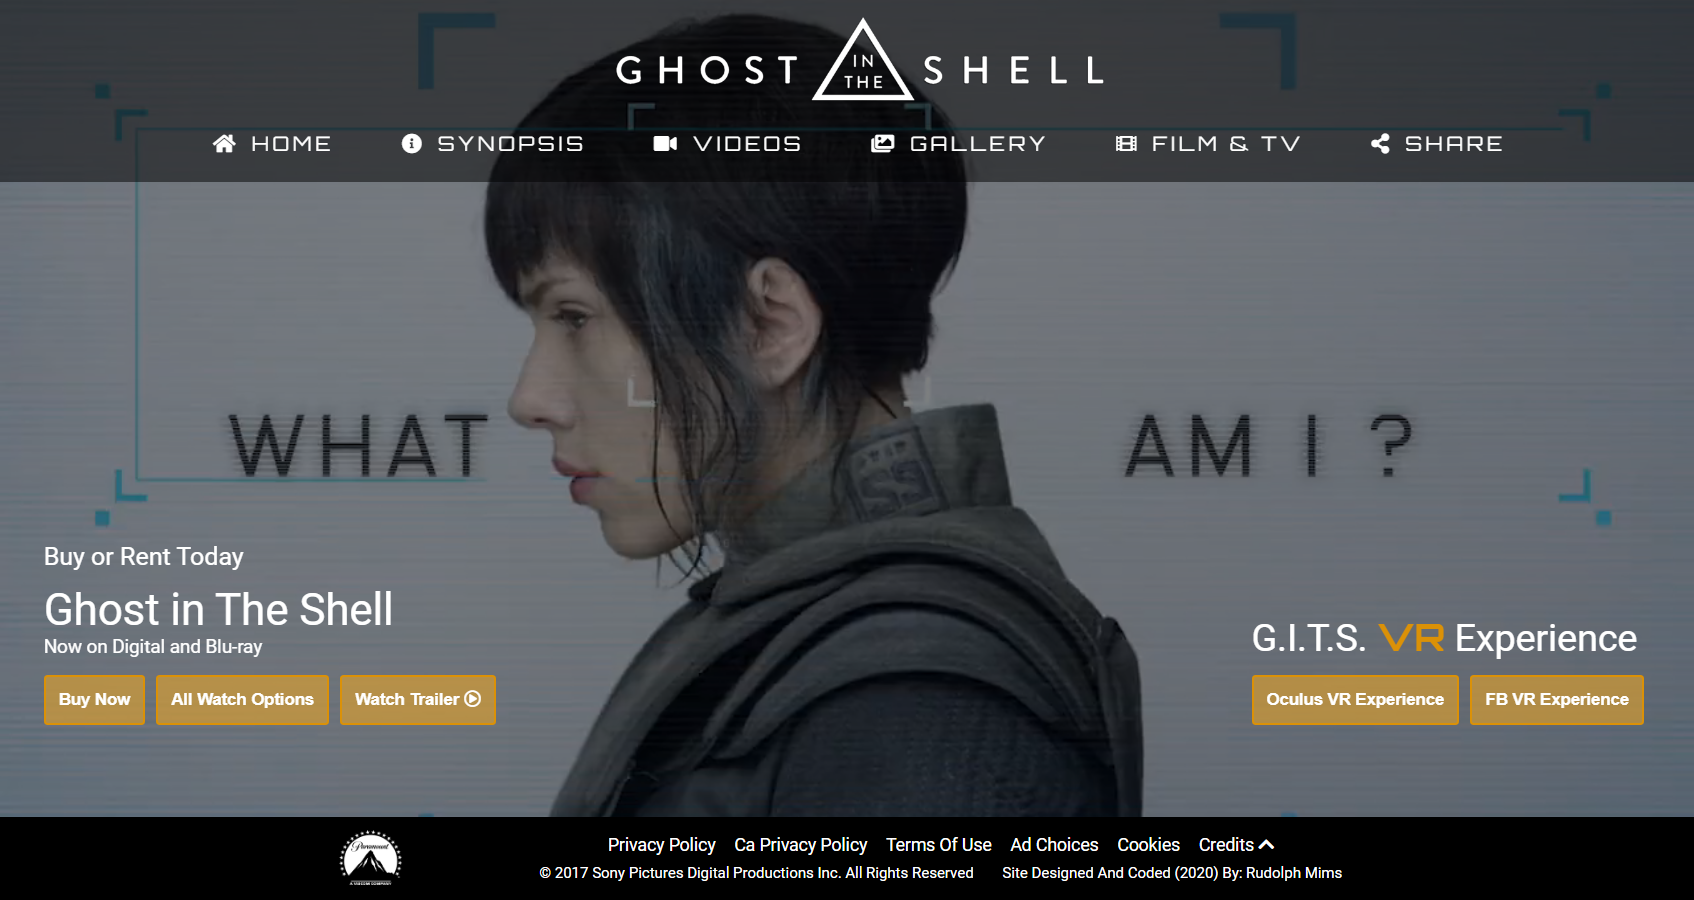 GHOST IN THE SHELL
HOME SYNOPSIS VIDEOS GALLERY FILM & TV SHARE
WHAT AM I ?
Buy or Rent Today
Ghost in The Shell
Now on Digital and Blu-ray
Buy Now All Watch Options Watch Trailer
G.I.T.S. VR Experience
Oculus VR Experience FB VR Experience
Paramount
Privacy Policy Ca Privacy Policy Terms Of Use Ad Choices Cookies Credits
© 2017 Sony Pictures Digital Productions Inc. All Rights Reserved Site Designed And Coded (2020) By: Rudolph Mims